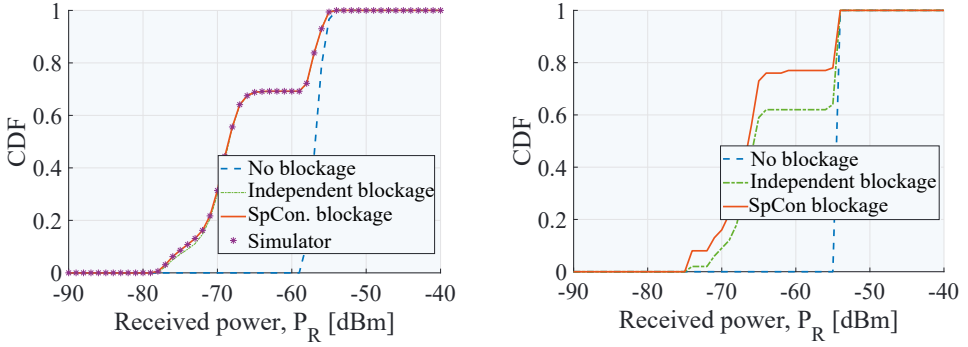 1
0.8
0.6
0.4
0.2
0
CDF
-90 -80 -70 -60 -50 -40
Received power, P_R [dBm]
No blockage
Independent blockage
SpCon. blockage
Simulator
1
0.8
0.6
0.4
0.2
0
CDF
-90 -80 -70 -60 -50 -40
Received power, P_R [dBm]
No blockage
Independent blockage
SpCon blockage